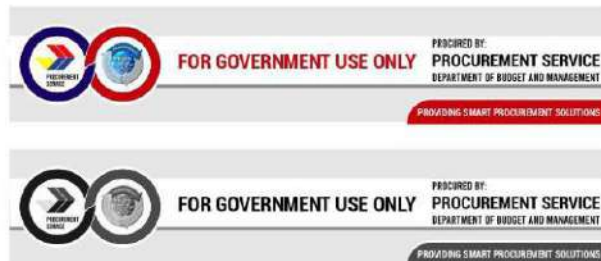 PROCUREMENT
SERVICE
FOR GOVERNMENT USE ONLY
PROCURED BY:
PROCUREMENT SERVICE
DEPARTMENT OF BUDGET AND MANAGEMENT
PROVIDING SMART PROCUREMENT SOLUTIONS
PROCUREMENT
SERVICE
FOR GOVERNMENT USE ONLY
PROCURED BY:
PROCUREMENT SERVICE
DEPARTMENT OF BUDGET AND MANAGEMENT
PROVIDING SMART PROCUREMENT SOLUTIONS